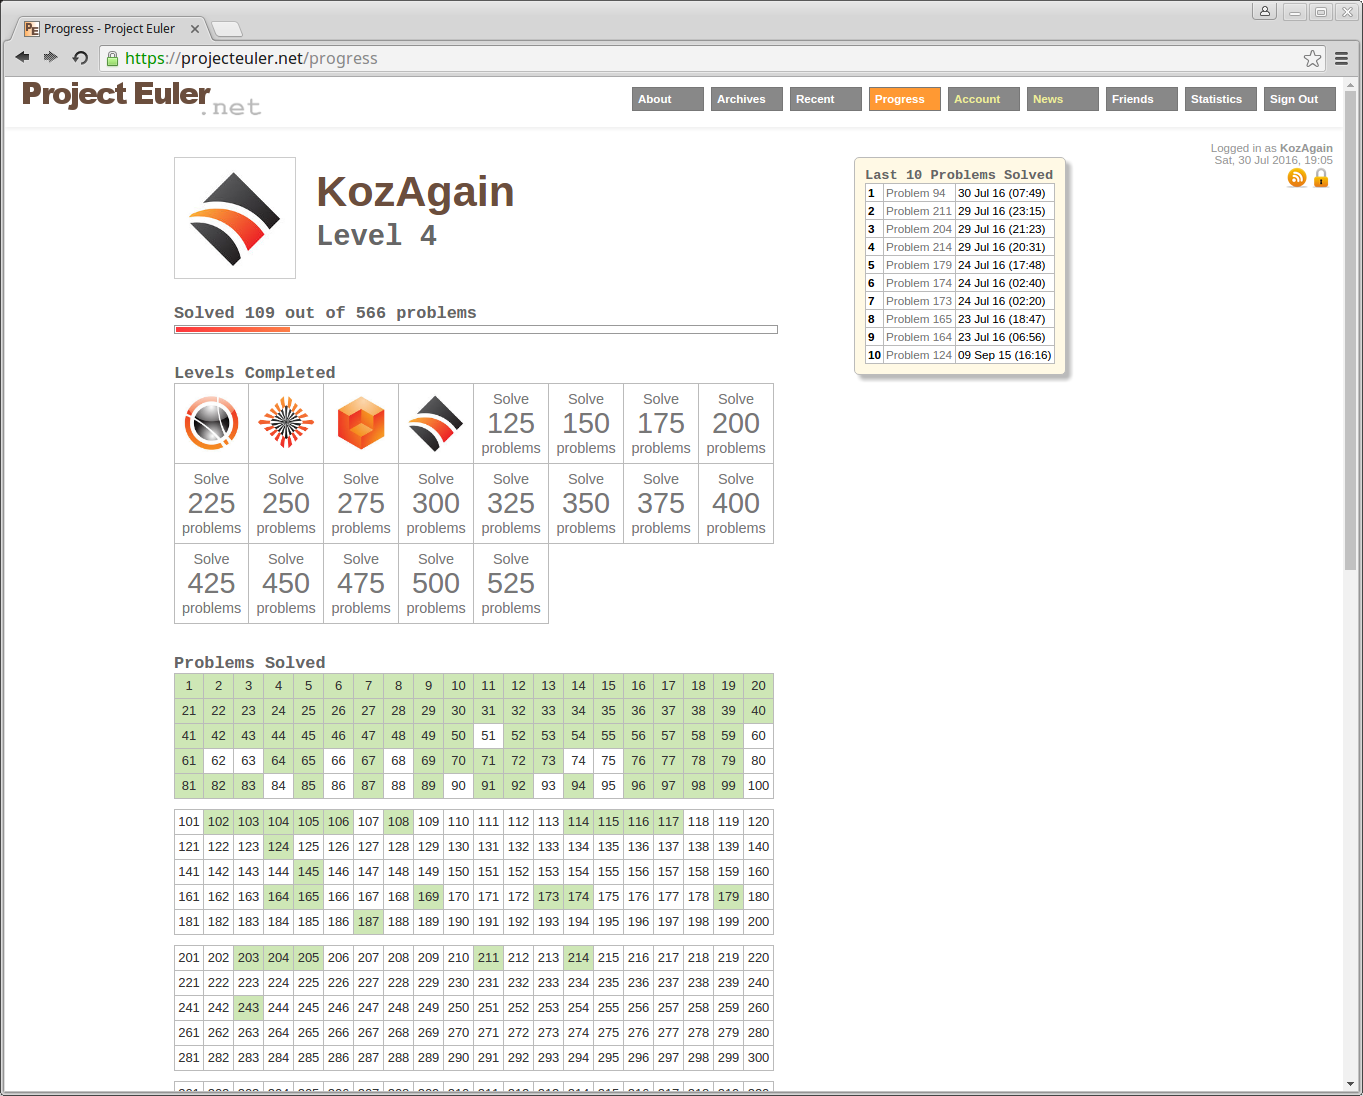 Progress - Project Euler
https://projecteuler.net/progress
Project Euler
.net
About Archives Recent Progress Account News Friends Statistics Sign Out
Logged in as KozAgain
Sat, 30 Jul 2016, 19:05
KozAgain
Level 4
Last 10 Problems Solved
1 Problem 94 30 Jul 16 (07:49)
2 Problem 211 29 Jul 16 (23:15)
3 Problem 204 29 Jul 16 (21:23)
4 Problem 214 29 Jul 16 (20:31)
5 Problem 179 24 Jul 16 (17:48)
6 Problem 174 24 Jul 16 (02:40)
7 Problem 173 24 Jul 16 (02:20)
8 Problem 165 23 Jul 16 (18:47)
9 Problem 164 23 Jul 16 (06:56)
10 Problem 124 09 Sep 15 (16:16)
Solved 109 out of 566 problems
Levels Completed
Solve Solve Solve Solve
125 150 175 200
problems problems problems problems
Solve Solve Solve Solve Solve Solve Solve Solve
225 250 275 300 325 350 375 400
problems problems problems problems problems problems problems problems
Solve Solve Solve Solve Solve
425 450 475 500 525
problems problems problems problems problems
Problems Solved
1 2 3 4 5 6 7 8 9 10 11 12 13 14 15 16 17 18 19 20
21 22 23 24 25 26 27 28 29 30 31 32 33 34 35 36 37 38 39 40
41 42 43 44 45 46 47 48 49 50 51 52 53 54 55 56 57 58 59 60
61 62 63 64 65 66 67 68 69 70 71 72 73 74 75 76 77 78 79 80
81 82 83 84 85 86 87 88 89 90 91 92 93 94 95 96 97 98 99 100
101 102 103 104 105 106 107 108 109 110 111 112 113 114 115 116 117 118 119 120
121 122 123 124 125 126 127 128 129 130 131 132 133 134 135 136 137 138 139 140
141 142 143 144 145 146 147 148 149 150 151 152 153 154 155 156 157 158 159 160
161 162 163 164 165 166 167 168 169 170 171 172 173 174 175 176 177 178 179 180
181 182 183 184 185 186 187 188 189 190 191 192 193 194 195 196 197 198 199 200
201 202 203 204 205 206 207 208 209 210 211 212 213 214 215 216 217 218 219 220
221 222 223 224 225 226 227 228 229 230 231 232 233 234 235 236 237 238 239 240
241 242 243 244 245 246 247 248 249 250 251 252 253 254 255 256 257 258 259 260
261 262 263 264 265 266 267 268 269 270 271 272 273 274 275 276 277 278 279 280
281 282 283 284 285 286 287 288 289 290 291 292 293 294 295 296 297 298 299 300